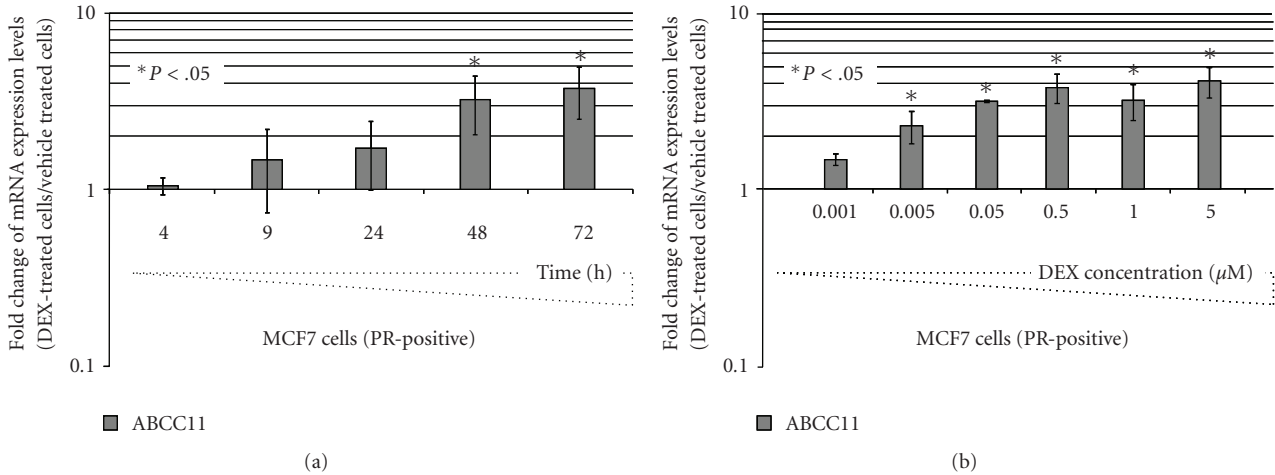 Fold change of mRNA expression levels
(DEX-treated cells/vehicle treated cells)
10
1
0.1
*P < .05
*
*
4 9 24 48 72
Time (h)
MCF7 cells (PR-positive)
ABCC11
(a)
Fold change of mRNA expression levels
(DEX-treated cells/vehicle treated cells)
10
1
0.1
*P < .05
* * * * *
0.001 0.005 0.05 0.5 1 5
DEX concentration (μM)
MCF7 cells (PR-positive)
ABCC11
(b)